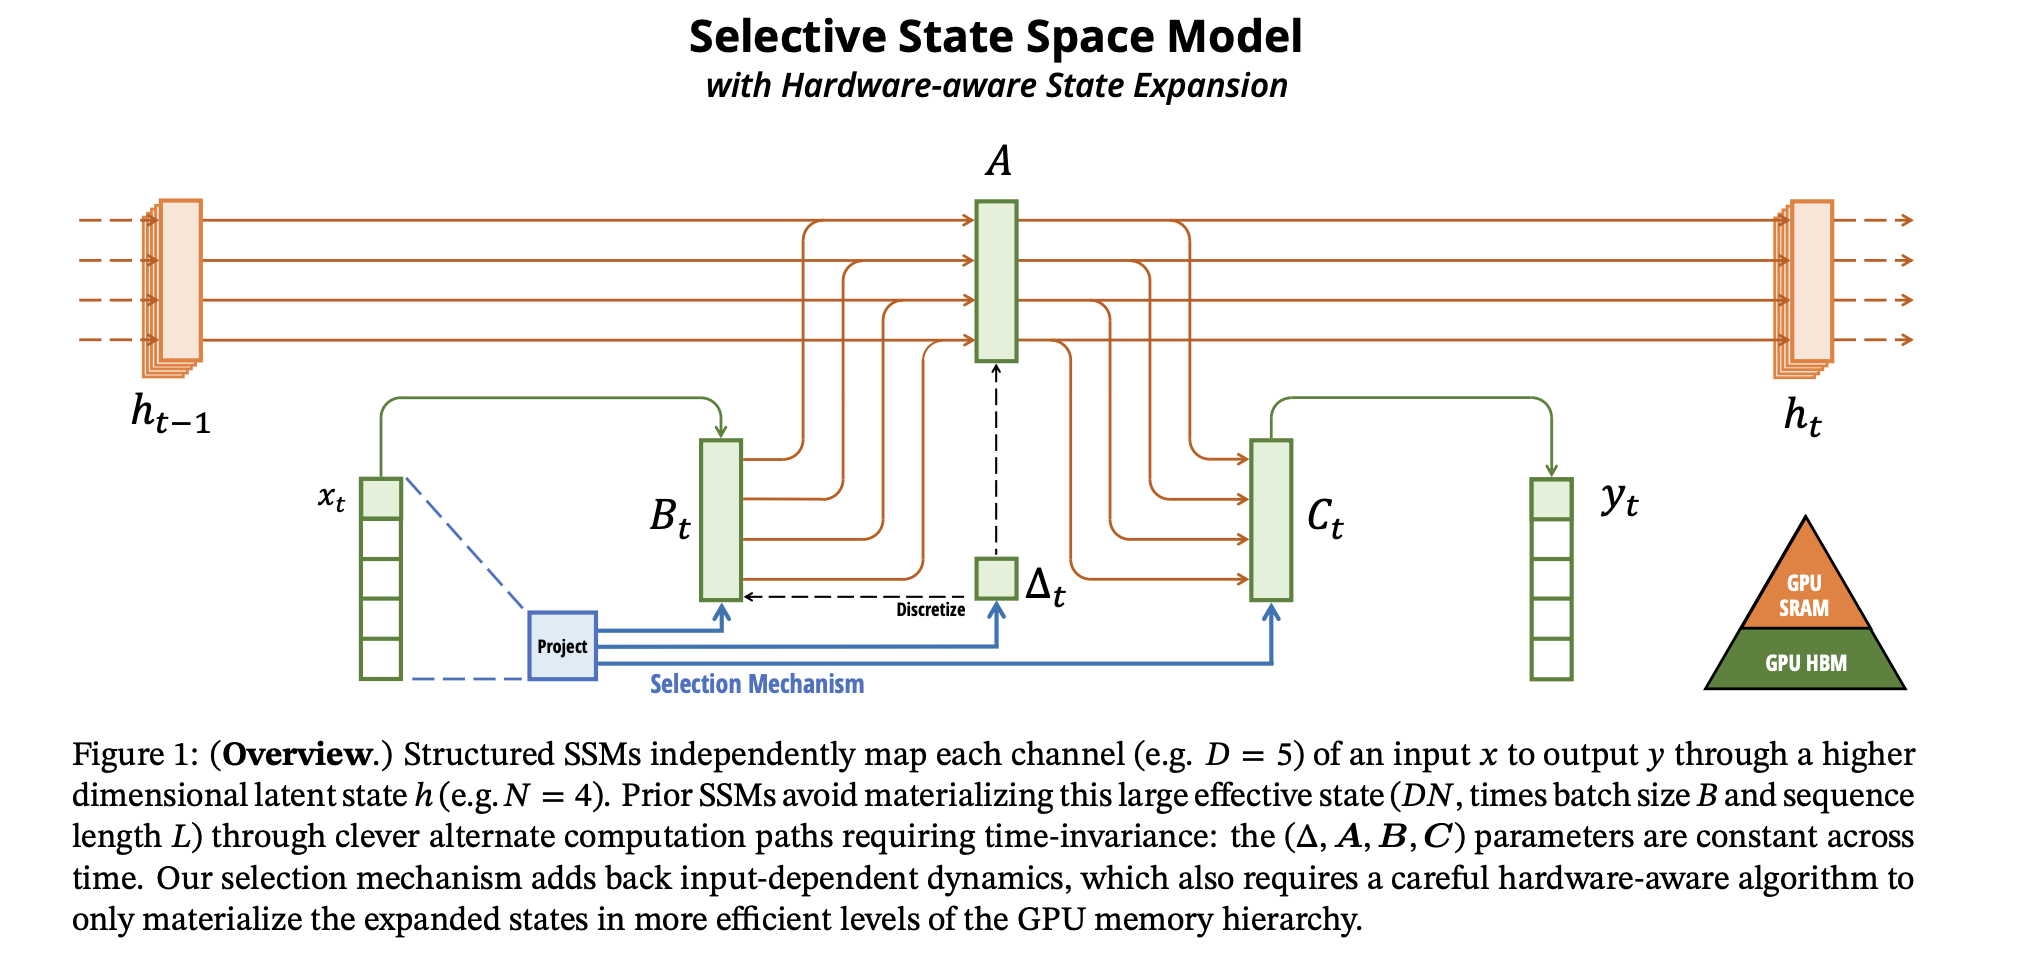 Selective State Space Model
with Hardware-aware State Expansion
A
h_{t−1}
h_t
x_t
B_t
Δ_t
C_t
y_t
Discretize
Project
Selection Mechanism
GPU
SRAM
GPU HBM
Figure 1: (Overview.) Structured SSMs independently map each channel (e.g. D = 5) of an input x to output y through a higher
dimensional latent state h (e.g. N = 4). Prior SSMs avoid materializing this large effective state (DN, times batch size B and sequence
length L) through clever alternate computation paths requiring time-invariance: the (Δ, A, B, C) parameters are constant across
time. Our selection mechanism adds back input-dependent dynamics, which also requires a careful hardware-aware algorithm to
only materialize the expanded states in more efficient levels of the GPU memory hierarchy.